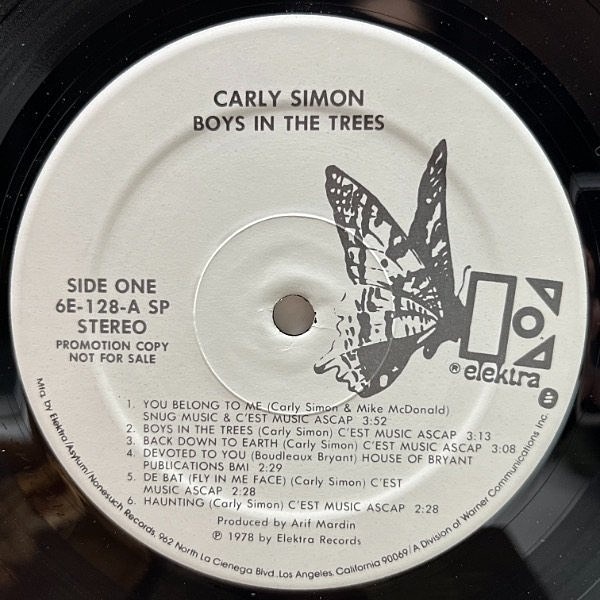 CARLY SIMON
BOYS IN THE TREES
SIDE ONE
6E-128-A SP
STEREO
PROMOTION COPY
NOT FOR SALE
® elektra
1. YOU BELONG TO ME (Carly Simon & Mike McDonald)
SNUG MUSIC & C'EST MUSIC ASCAP 3:52
2. BOYS IN THE TREES (Carly Simon) C'EST MUSIC ASCAP 3:13
3. BACK DOWN TO EARTH (Carly Simon) C'EST MUSIC ASCAP 3:08
4. DEVOTED TO YOU (Boudleaux Bryant) HOUSE OF BRYANT
PUBLICATIONS BMI 2:29
5. DE BAT (FLY IN ME FACE) (Carly Simon) C'EST
MUSIC ASCAP 2:28
6. HAUNTING (Carly Simon) C'EST MUSIC ASCAP 2:28
Produced by Arif Mardin
℗ 1978 by Elektra Records
Mfg. by Elektra/Asylum/Nonesuch Records, 962 North La Cienega Blvd., Los Angeles, California 90069/A Division of Warner Communications Inc.